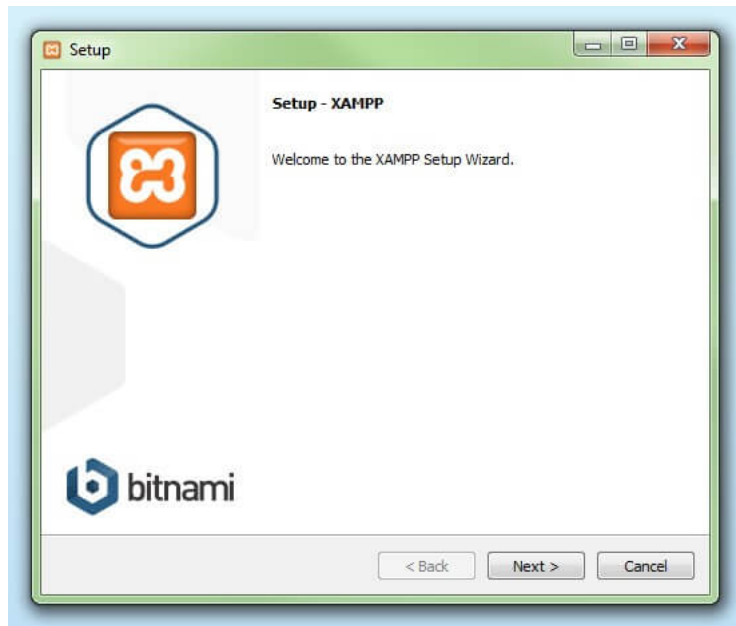 Setup
Setup - XAMPP
Welcome to the XAMPP Setup Wizard.
bitnami
< Back Next > Cancel